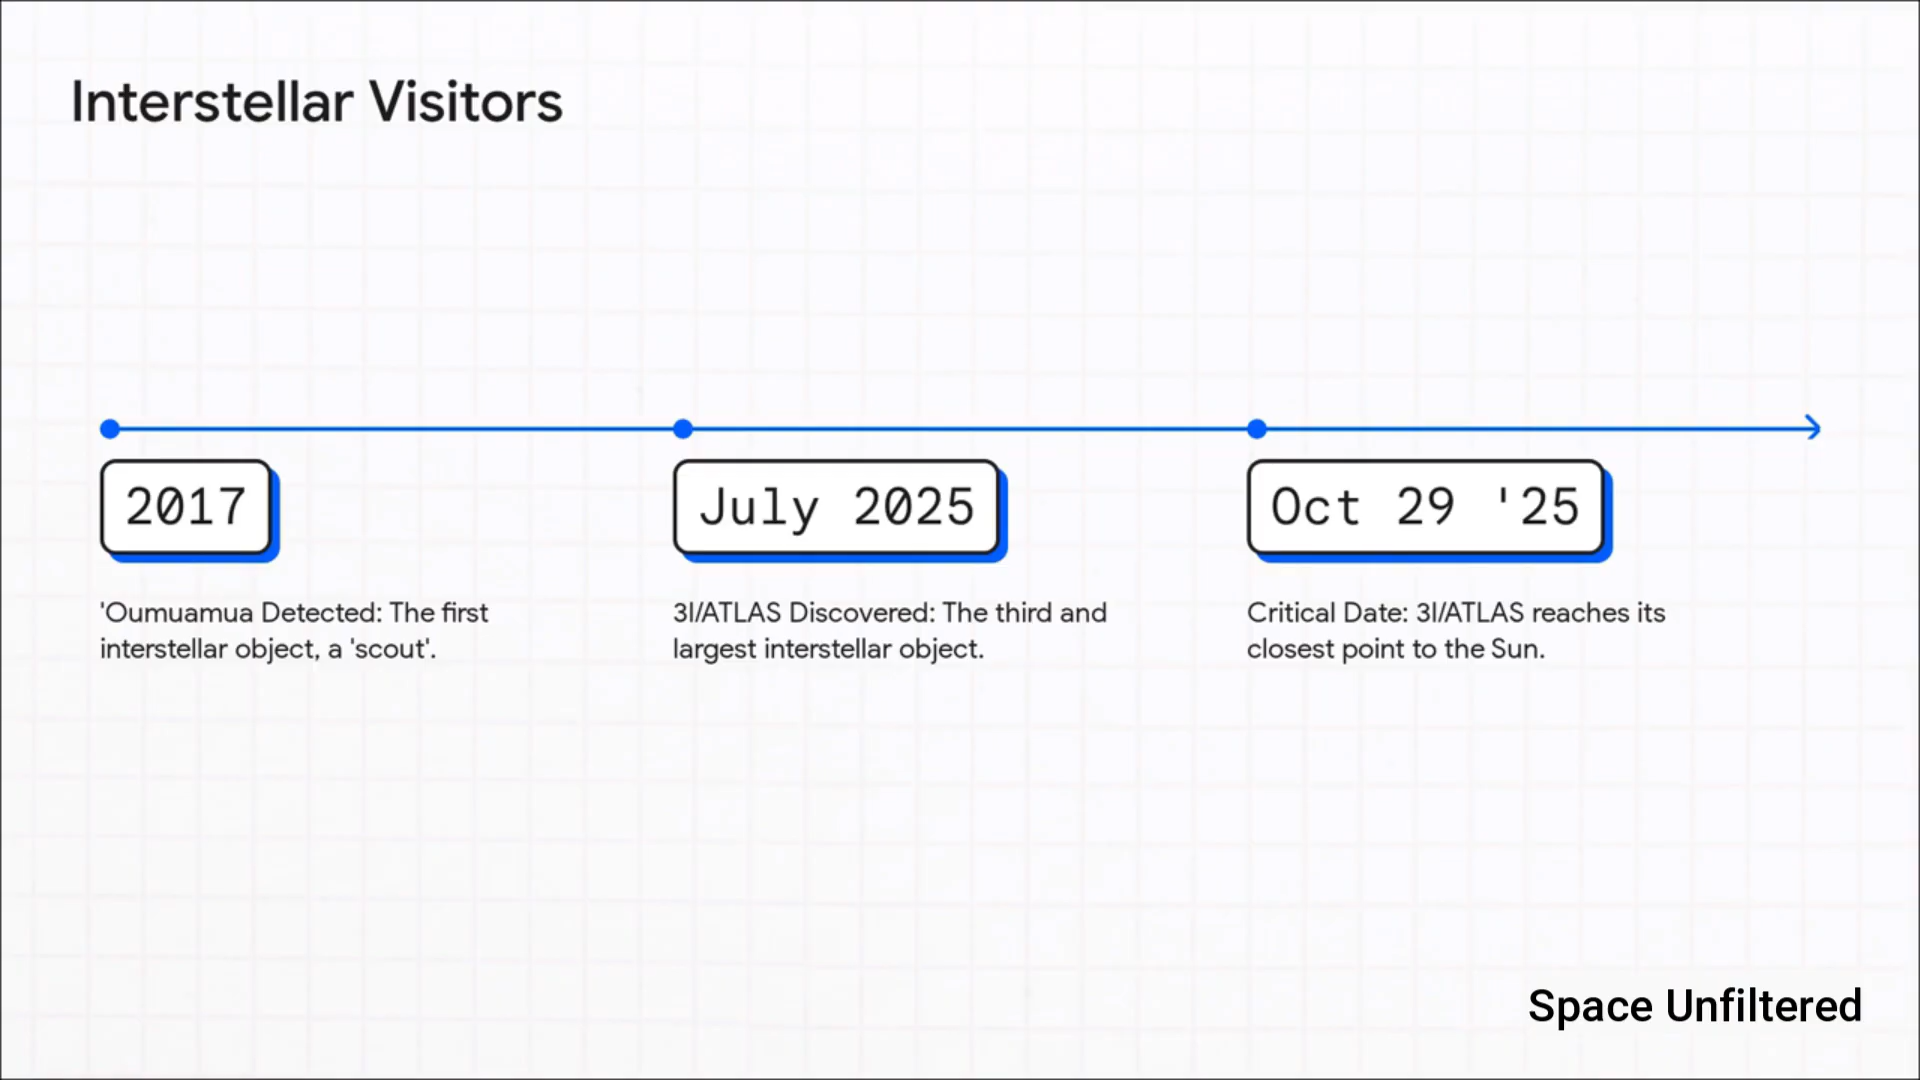 Interstellar Visitors
2017
'Oumuamua Detected: The first
interstellar object, a 'scout'.
July 2025
3I/ATLAS Discovered: The third and
largest interstellar object.
Oct 29 '25
Critical Date: 3I/ATLAS reaches its
closest point to the Sun.
Space Unfiltered